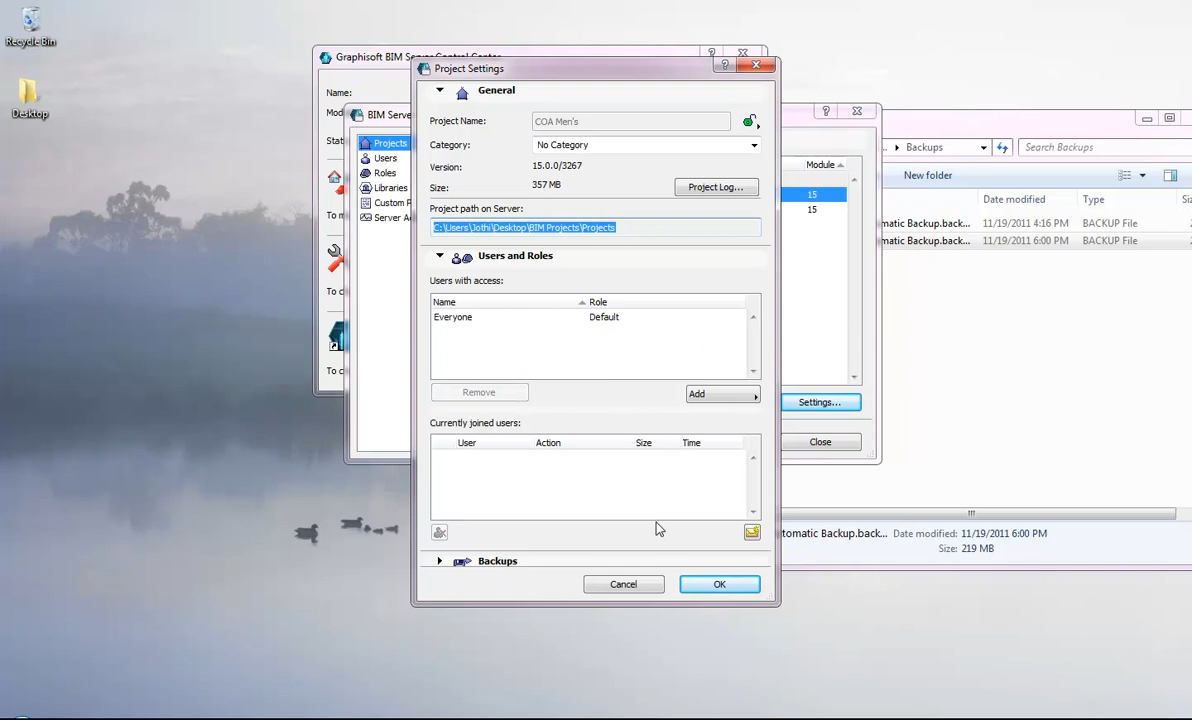 Recycle Bin
Desktop
Graphisoft BIM Server Control Center
Name:
Mod
Stat
To m
To c
To c
BIM Serve
Projects
Users
Roles
Libraries
Custom P
Server Ac
Module
15
15
Settings...
Close
Project Settings
General
Project Name:
COA Men's
Category:
No Category
Version:
15.0.0/3267
Size:
357 MB
Project Log...
Project path on Server:
C:\Users\Jothi\Desktop\BIM Projects\Projects
Users and Roles
Users with access:
Name Role
Everyone Default
Remove
Add
Currently joined users:
User Action Size Time
Backups
Cancel
OK
Backups
Search Backups
New folder
Date modified Type Si
matic Backup.back... 11/19/2011 4:16 PM BACKUP File
matic Backup.back... 11/19/2011 6:00 PM BACKUP File
tomatic Backup.back... Date modified: 11/19/2011 6:00 PM
Size: 219 MB